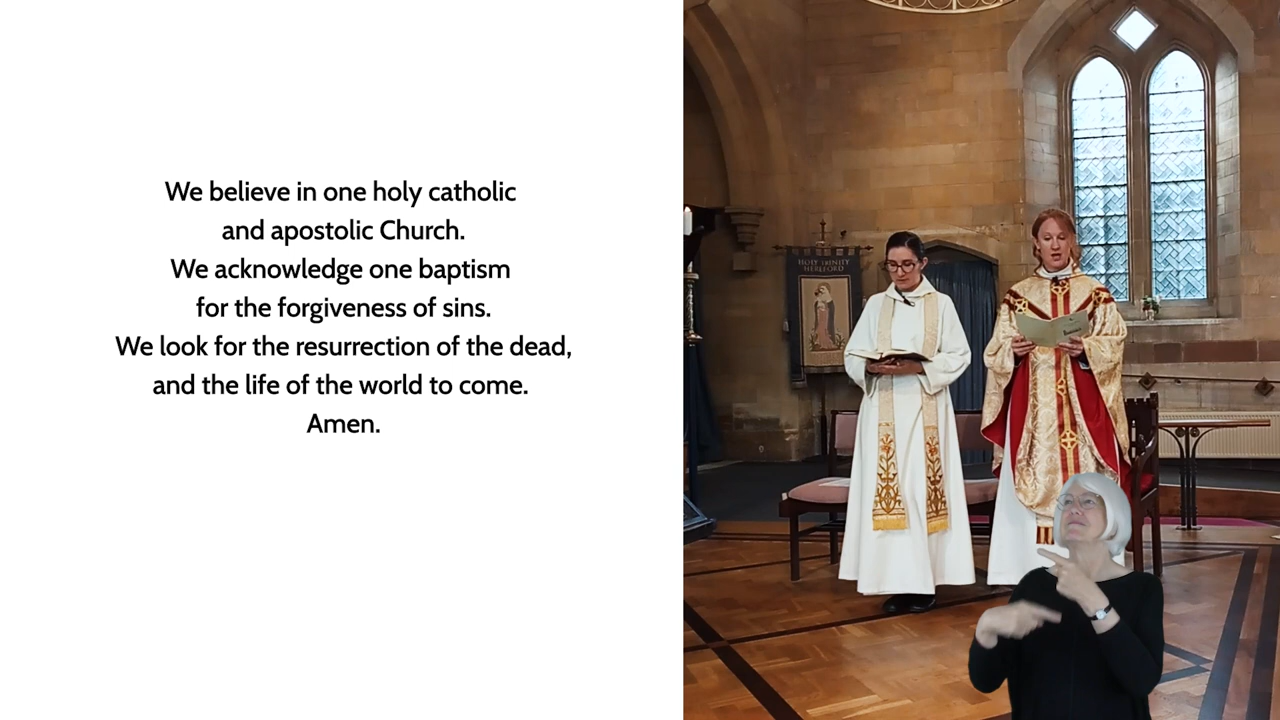 We believe in one holy catholic
and apostolic Church.
We acknowledge one baptism
for the forgiveness of sins.
We look for the resurrection of the dead,
and the life of the world to come.
Amen.
HOLY TRINITY
HEREFORD